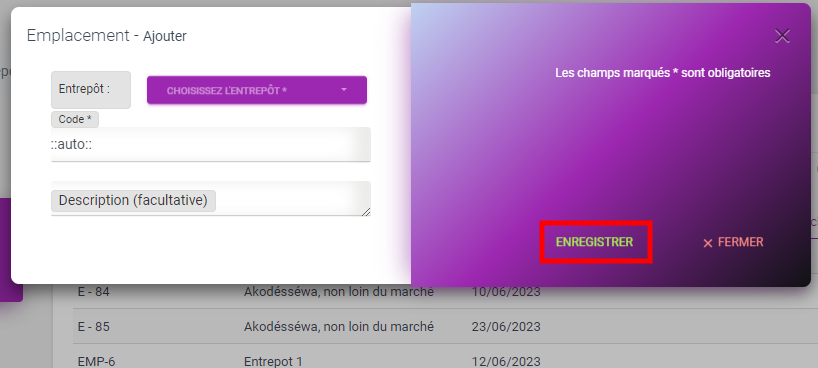 Emplacement - Ajouter
Les champs marqués * sont obligatoires
Entrepôt :
CHOISISSEZ L'ENTREPÔT *
Code *
::auto::
Description (facultative)
ENREGISTRER
× FERMER
E - 84 Akodésséwa, non loin du marché 10/06/2023
E - 85 Akodésséwa, non loin du marché 23/06/2023
EMP-6 Entrepot 1 12/06/2023